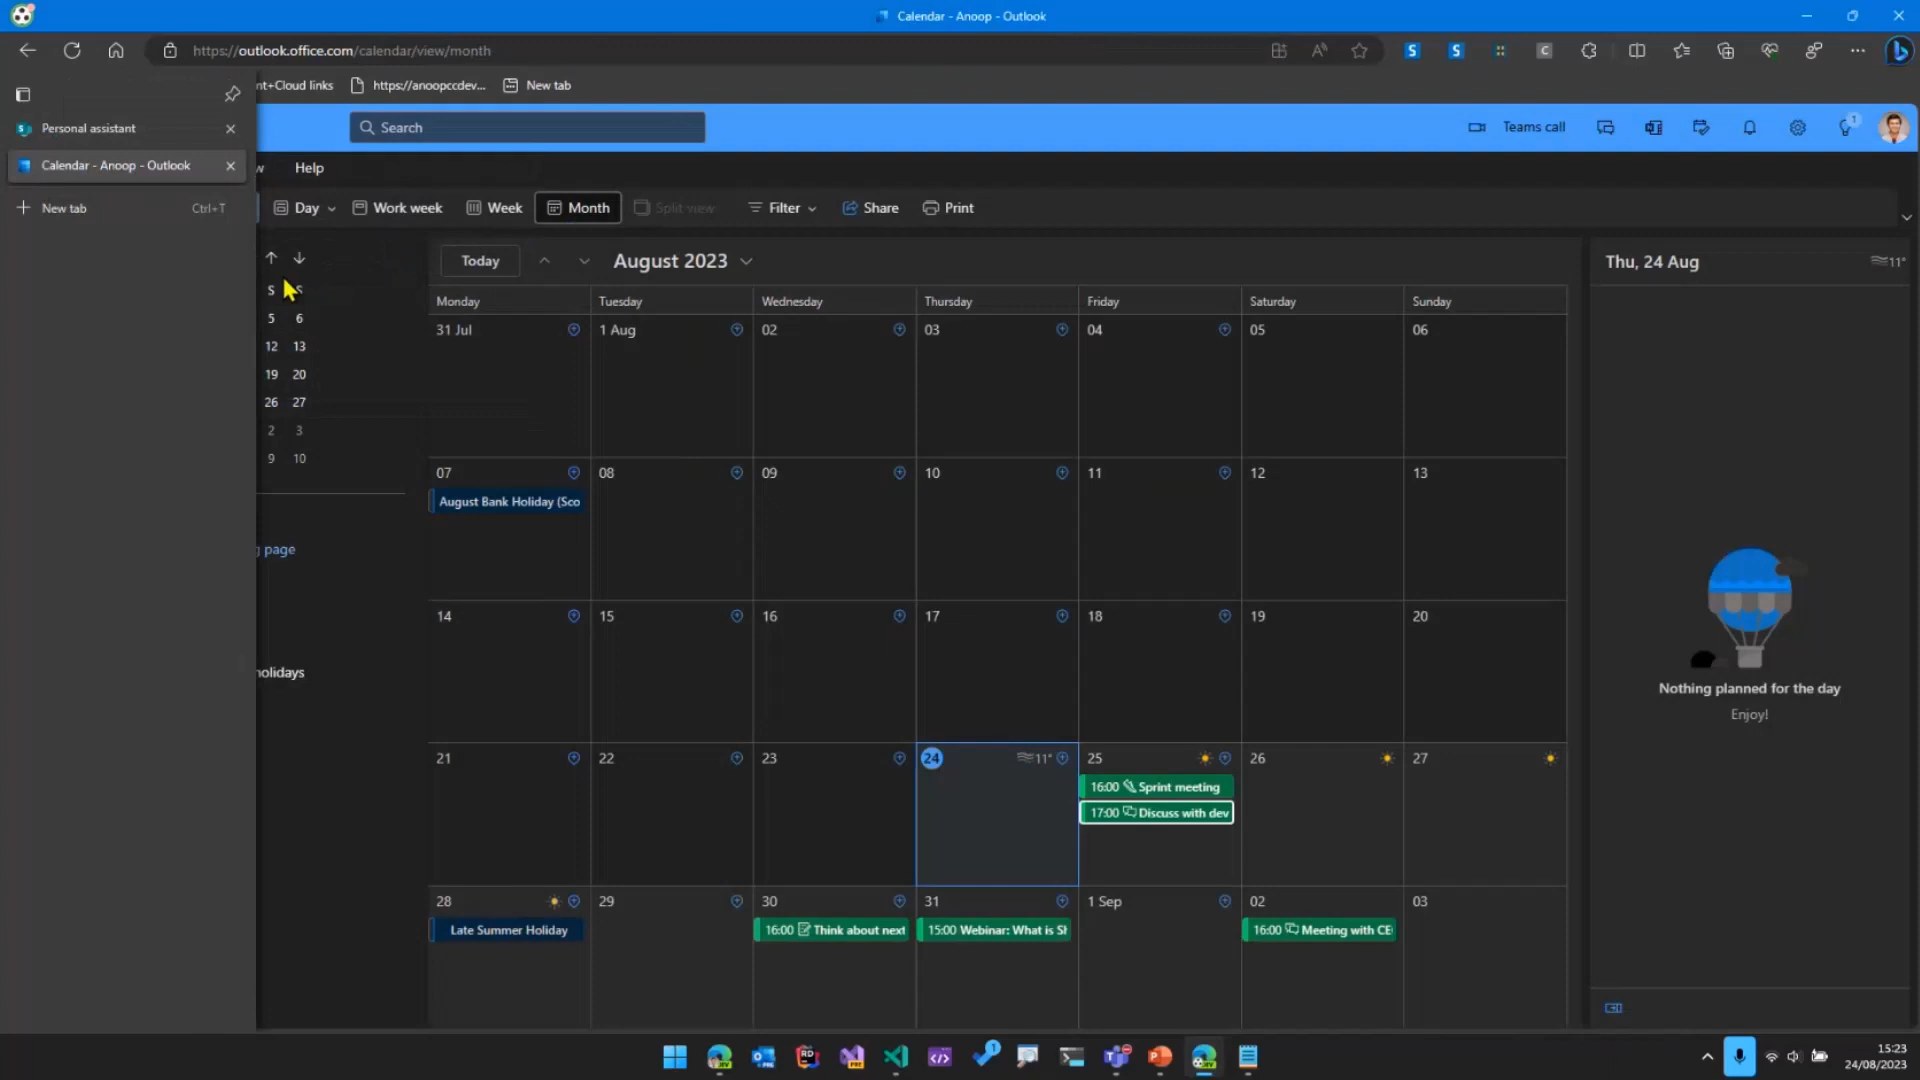 Calendar - Anoop - Outlook
https://outlook.office.com/calendar/view/month
nt+Cloud links
https://anoopccdev...
New tab
Personal assistant
Calendar - Anoop - Outlook
New tab Ctrl+T
Search
Teams call
1
w Help
Day Work week Week Month Split view Filter Share Print
S S
5 6
12 13
19 20
26 27
2 3
9 10
g page
holidays
Today August 2023
Monday Tuesday Wednesday Thursday Friday Saturday Sunday
31 Jul 1 Aug 02 03 04 05 06
07 08 09 10 11 12 13
August Bank Holiday (Sco
14 15 16 17 18 19 20
21 22 23 24 11° 25 26 27
16:00 Sprint meeting
17:00 Discuss with dev
28 29 30 31 1 Sep 02 03
Late Summer Holiday
16:00 Think about next
15:00 Webinar: What is Sh
16:00 Meeting with CE
Thu, 24 Aug 11°
Nothing planned for the day
Enjoy!
15:23
24/08/2023